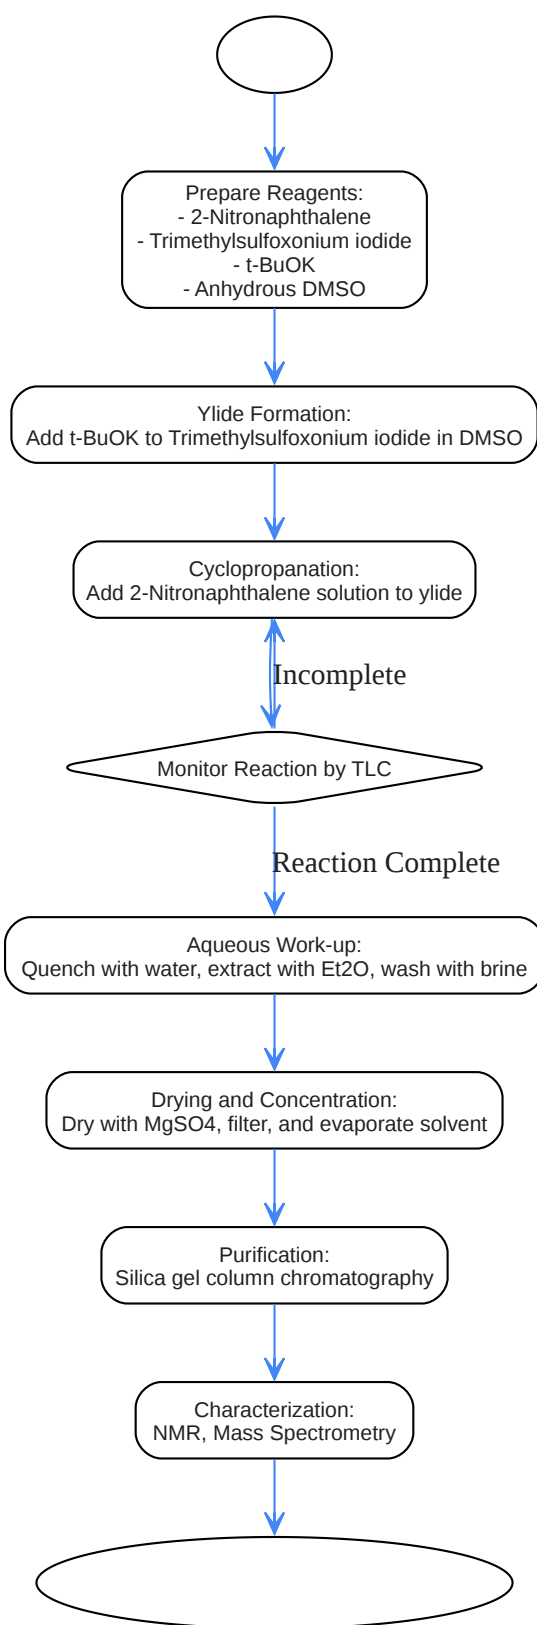 Prepare Reagents:
- 2-Nitronaphthalene
- Trimethylsulfoxonium iodide
- t-BuOK
- Anhydrous DMSO
Ylide Formation:
Add t-BuOK to Trimethylsulfoxonium iodide in DMSO
Cyclopropanation:
Add 2-Nitronaphthalene solution to ylide
Incomplete
Monitor Reaction by TLC
Reaction Complete
Aqueous Work-up:
Quench with water, extract with Et2O, wash with brine
Drying and Concentration:
Dry with MgSO4, filter, and evaporate solvent
Purification:
Silica gel column chromatography
Characterization:
NMR, Mass Spectrometry